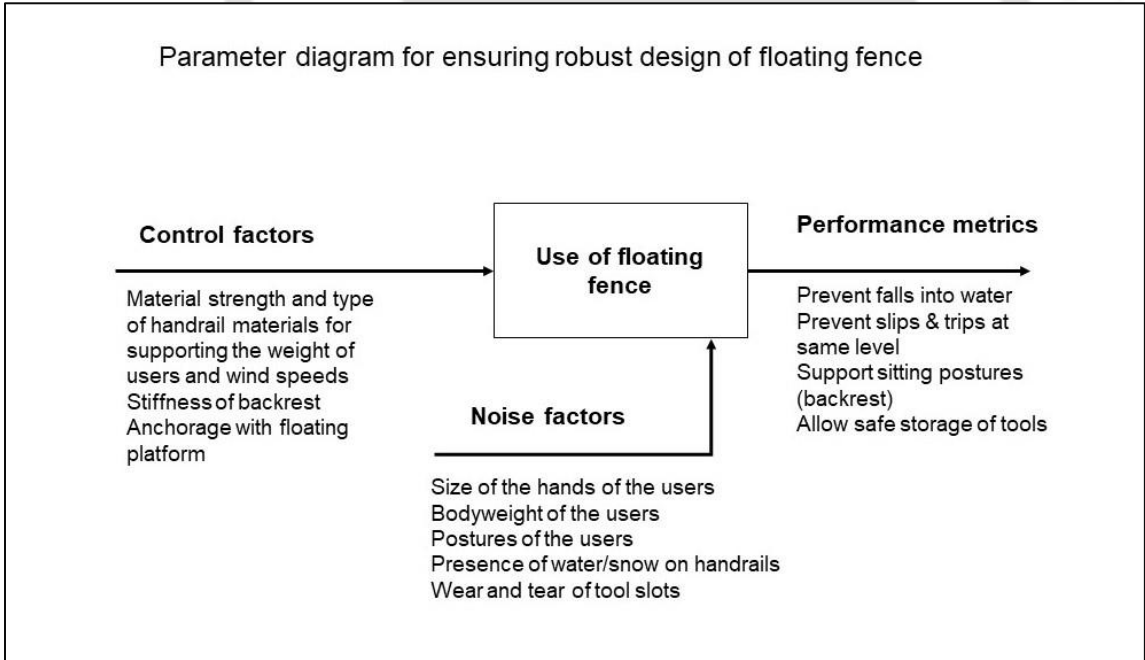 Parameter diagram for ensuring robust design of floating fence
Control factors
Material strength and type
of handrail materials for
supporting the weight of
users and wind speeds
Stiffness of backrest
Anchorage with floating
platform
Use of floating
fence
Noise factors
Size of the hands of the users
Bodyweight of the users
Postures of the users
Presence of water/snow on handrails
Wear and tear of tool slots
Performance metrics
Prevent falls into water
Prevent slips & trips at
same level
Support sitting postures
(backrest)
Allow safe storage of tools